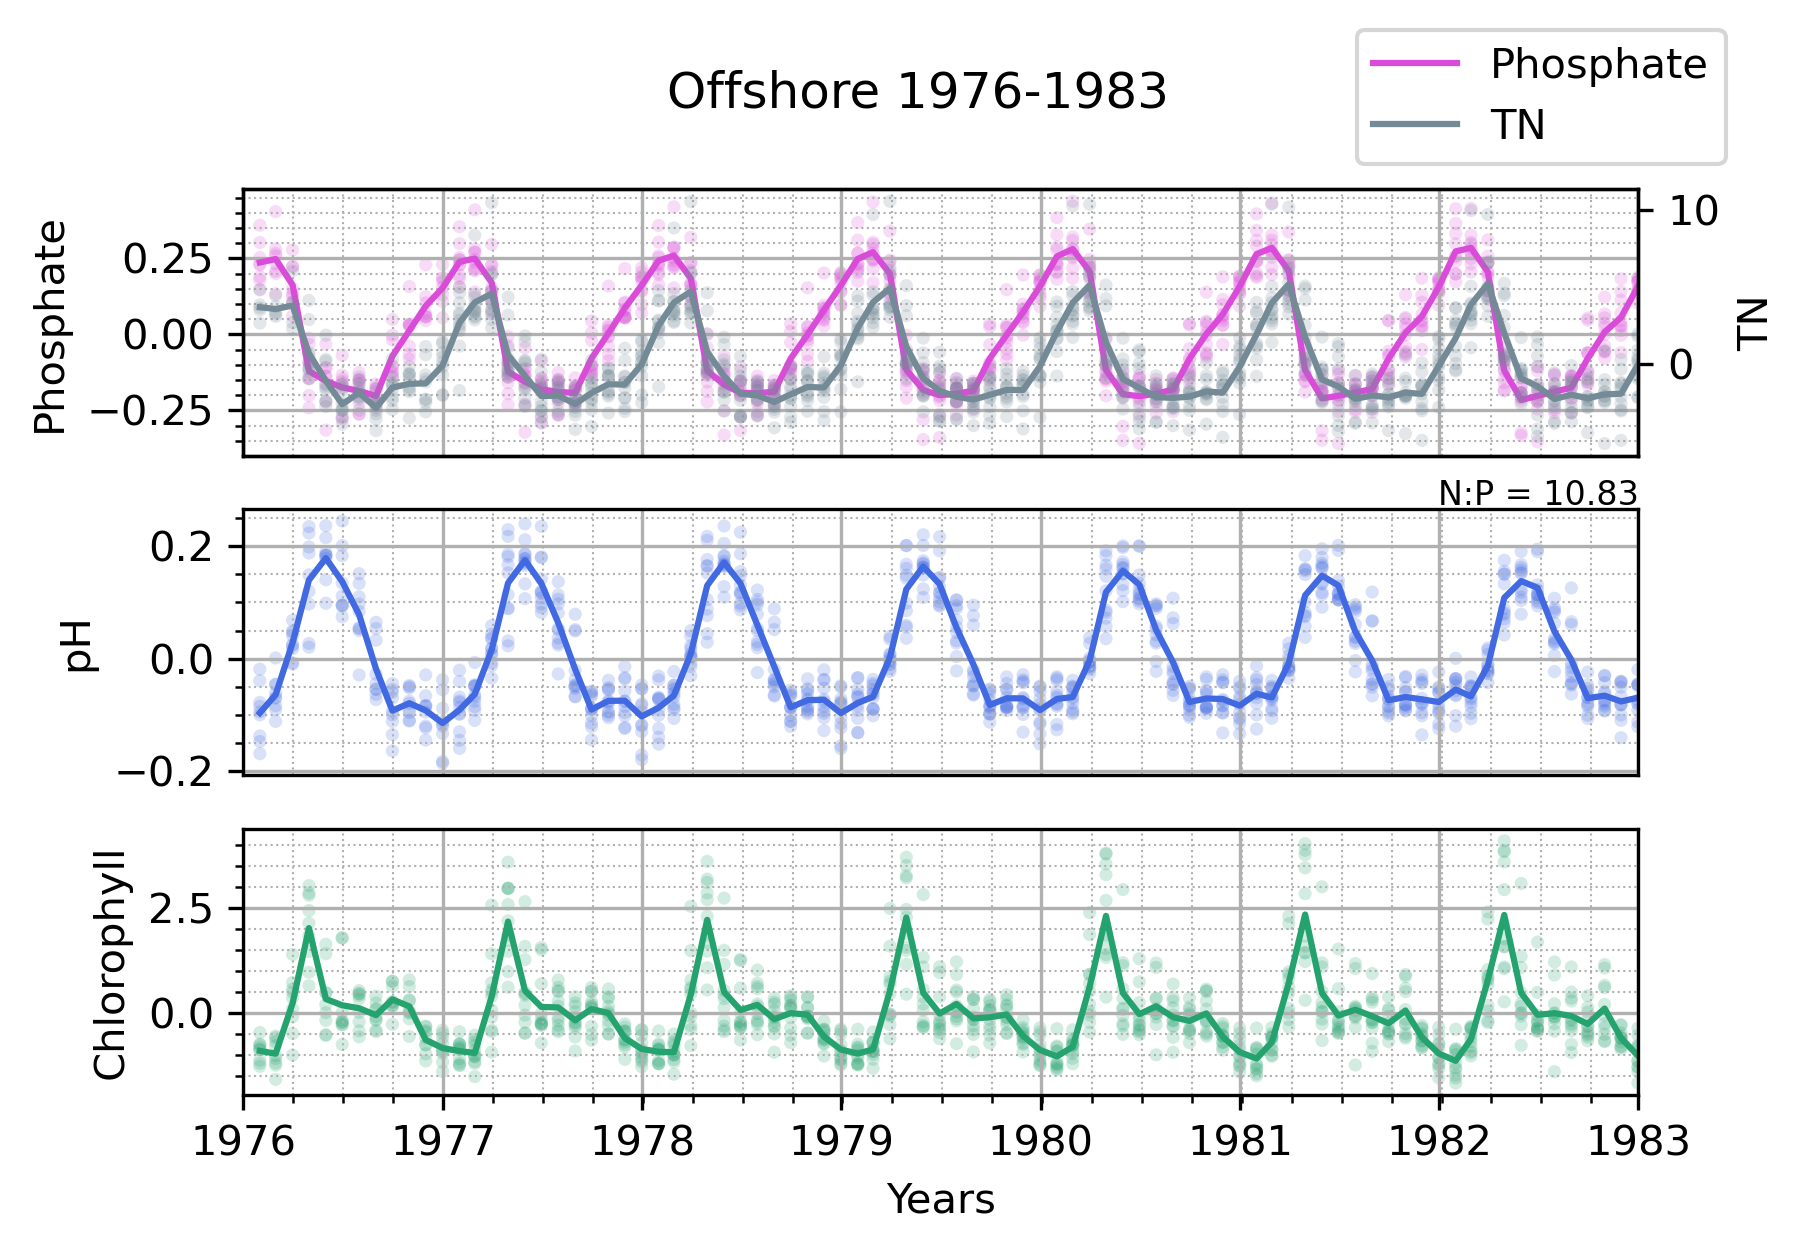 Offshore 1976-1983
Phosphate
TN
Phosphate
0.25
0.00
−0.25
10
0
TN
N:P = 10.83
pH
0.2
0.0
−0.2
Chlorophyll
2.5
0.0
1976 1977 1978 1979 1980 1981 1982 1983
Years